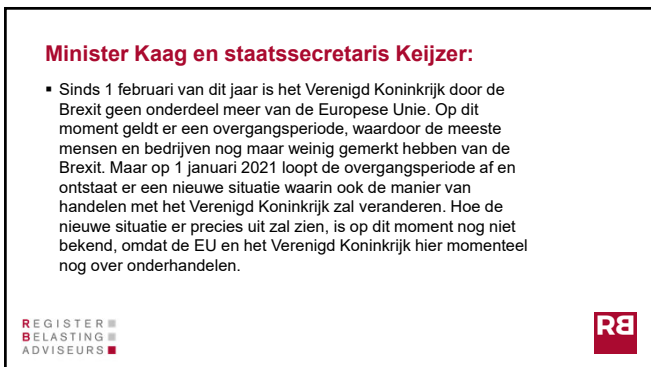 Minister Kaag en staatssecretaris Keijzer:
▪ Sinds 1 februari van dit jaar is het Verenigd Koninkrijk door de
Brexit geen onderdeel meer van de Europese Unie. Op dit
moment geldt er een overgangsperiode, waardoor de meeste
mensen en bedrijven nog maar weinig gemerkt hebben van de
Brexit. Maar op 1 januari 2021 loopt de overgangsperiode af en
ontstaat er een nieuwe situatie waarin ook de manier van
handelen met het Verenigd Koninkrijk zal veranderen. Hoe de
nieuwe situatie er precies uit zal zien, is op dit moment nog niet
bekend, omdat de EU en het Verenigd Koninkrijk hier momenteel
nog over onderhandelen.
REGISTER
BELASTING
ADVISEURS
RB